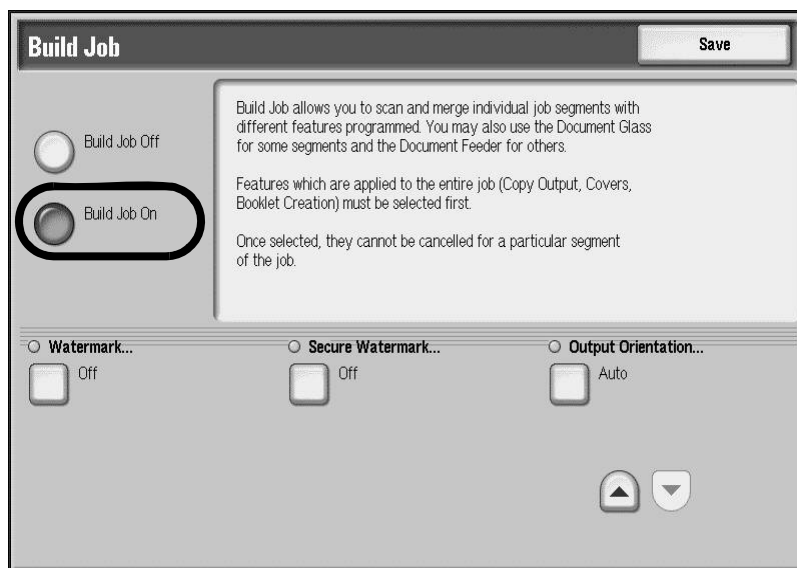 Build Job
Save
Build Job Off
Build Job On
Build Job allows you to scan and merge individual job segments with
different features programmed. You may also use the Document Glass
for some segments and the Document Feeder for others.
Features which are applied to the entire job (Copy Output, Covers,
Booklet Creation) must be selected first.
Once selected, they cannot be cancelled for a particular segment
of the job.
Watermark...
Off
Secure Watermark...
Off
Output Orientation...
Auto